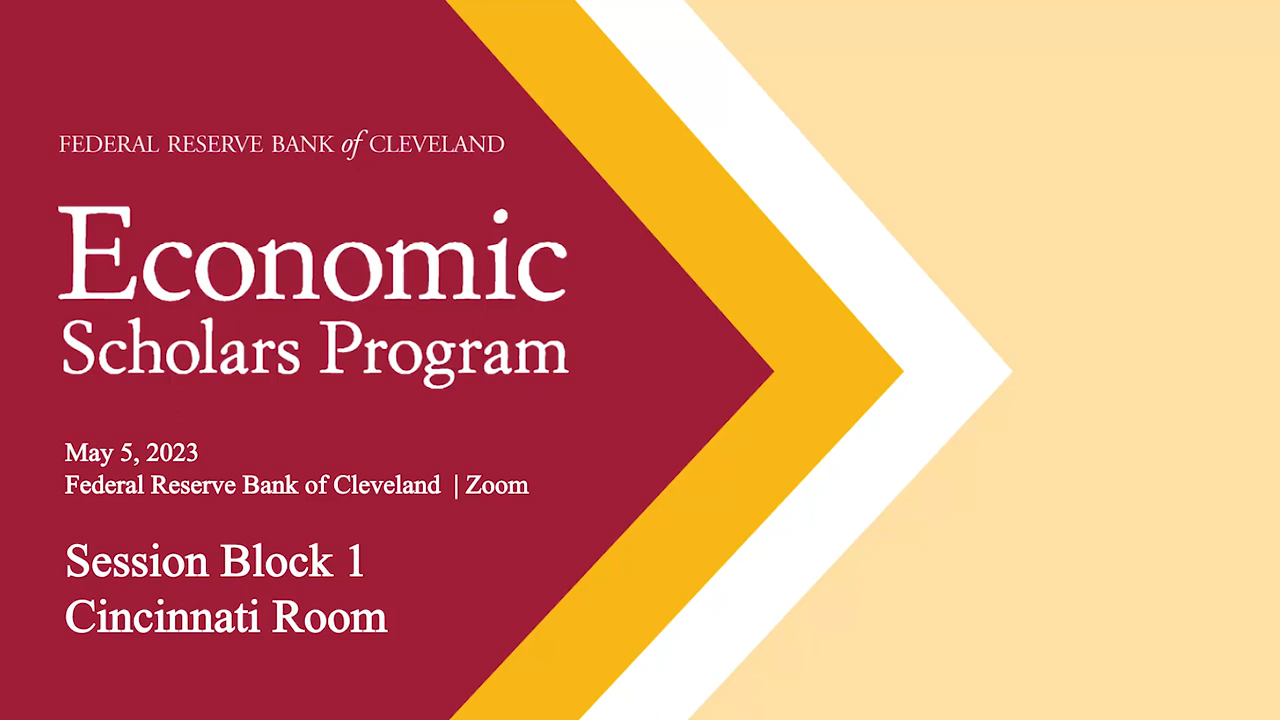 FEDERAL RESERVE BANK of CLEVELAND
Economic
Scholars Program
May 5, 2023
Federal Reserve Bank of Cleveland | Zoom
Session Block 1
Cincinnati Room